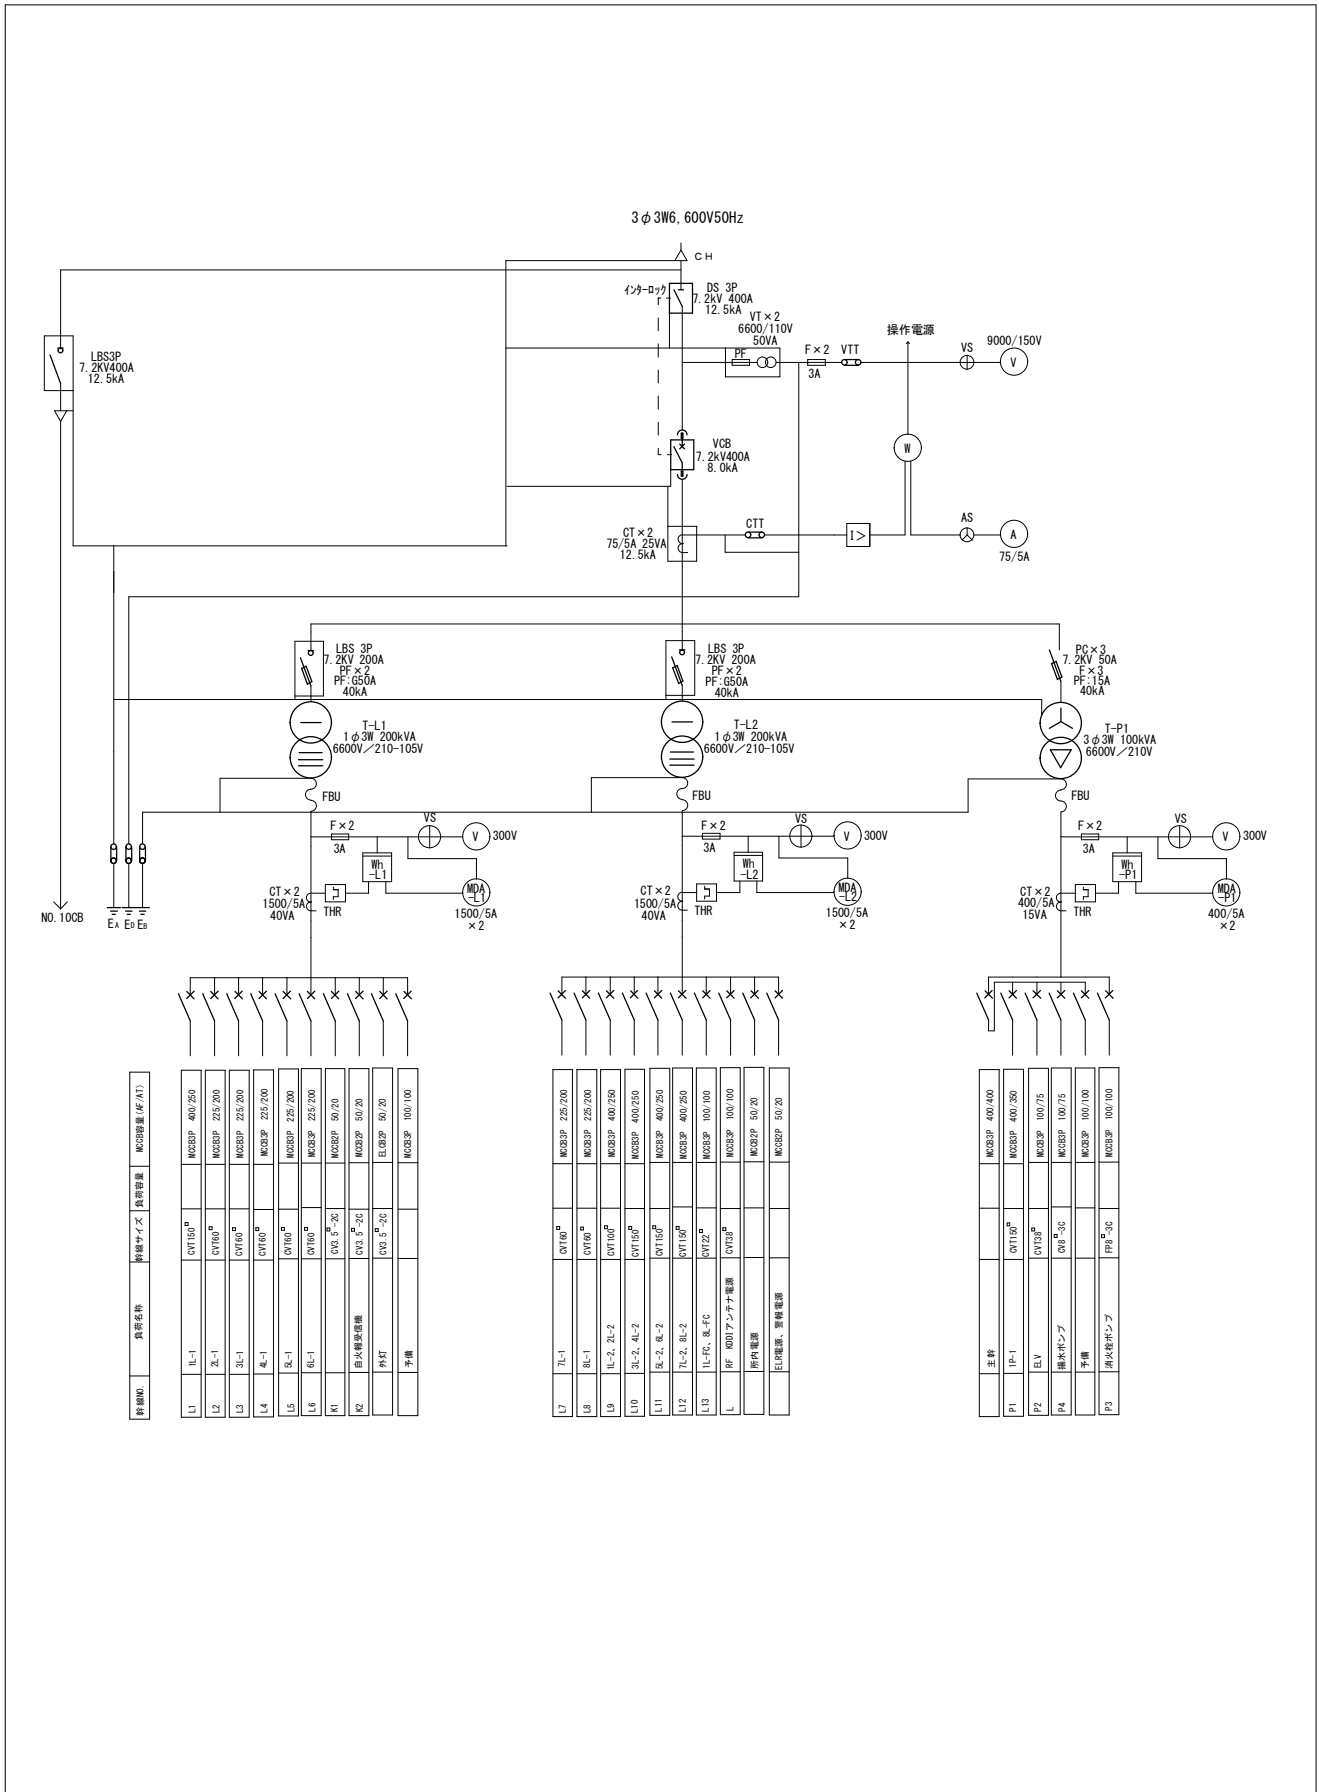 3φ3W6,600V50Hz
CH
インターロック
DS 3P
7.2kV 400A
12.5kA
VT×2
6600/110V
50VA
PF
F×2
3A
VTT
操作電源
VS
9000/150V
V
LBS3P
7.2KV400A
12.5kA
VCB
7.2kV400A
8.0kA
W
CT×2
75/5A 25VA
12.5kA
CTT
I>
AS
A
75/5A
LBS 3P
7.2KV 200A
PF×2
PF:G50A
40kA
LBS 3P
7.2KV 200A
PF×2
PF:G50A
40kA
PC×3
7.2KV 50A
F×3
PF:15A
40kA
T-L1
1φ3W 200kVA
6600V/210-105V
T-L2
1φ3W 200kVA
6600V/210-105V
T-P1
3φ3W 100kVA
6600V/210V
FBU
FBU
FBU
F×2
3A
VS
V
300V
Wh
-L1
CT×2
1500/5A
40VA
THR
MDA
-L1
1500/5A
×2
F×2
3A
VS
V
300V
Wh
-L2
CT×2
1500/5A
40VA
THR
MDA
-L2
1500/5A
×2
F×2
3A
VS
V
300V
Wh
-P1
CT×2
400/5A
15VA
THR
MDA
-P1
400/5A
×2
NO.10CB
EA ED EB
幹線NO. 負荷名称 幹線サイズ 負荷容量 MCCB容量(AF/AT)
L1 1L-1 CVT150□ MCCB3P 400/250
L2 2L-1 CVT60□ MCCB3P 225/200
L3 3L-1 CVT60□ MCCB3P 225/200
L4 4L-1 CVT60□ MCCB3P 225/200
L5 5L-1 CVT60□ MCCB3P 225/200
L6 6L-1 CVT60□ MCCB3P 225/200
K1 CV3.5□-2C MCCB2P 50/20
K2 自火報受信機 CV3.5□-2C MCCB2P 50/20
外灯 CV3.5□-2C ELCB2P 50/20
予備 MCCB3P 100/100
L7 7L-1 CVT60□ MCCB3P 225/200
L8 8L-1 CVT60□ MCCB3P 225/200
L9 1L-2、2L-2 CVT100□ MCCB3P 400/250
L10 3L-2、4L-2 CVT150□ MCCB3P 400/250
L11 5L-2、6L-2 CVT150□ MCCB3P 400/250
L12 7L-2、8L-2 CVT150□ MCCB3P 400/250
L13 1L-FC、8L-FC CVT22□ MCCB3P 100/100
L RF KDDIアンテナ電源 CVT38□ MCCB3P 100/100
所内電源 MCCB2P 50/20
ELR電源、警報電源 MCCB2P 50/20
主幹 MCCB3P 400/400
P1 1P-1 CVT150□ MCCB3P 400/350
P2 ELV CVT38□ MCCB3P 100/75
P4 揚水ポンプ CV8□-3C MCCB3P 100/75
予備 MCCB3P 100/100
P3 消火栓ポンプ FP8□-3C MCCB3P 100/100